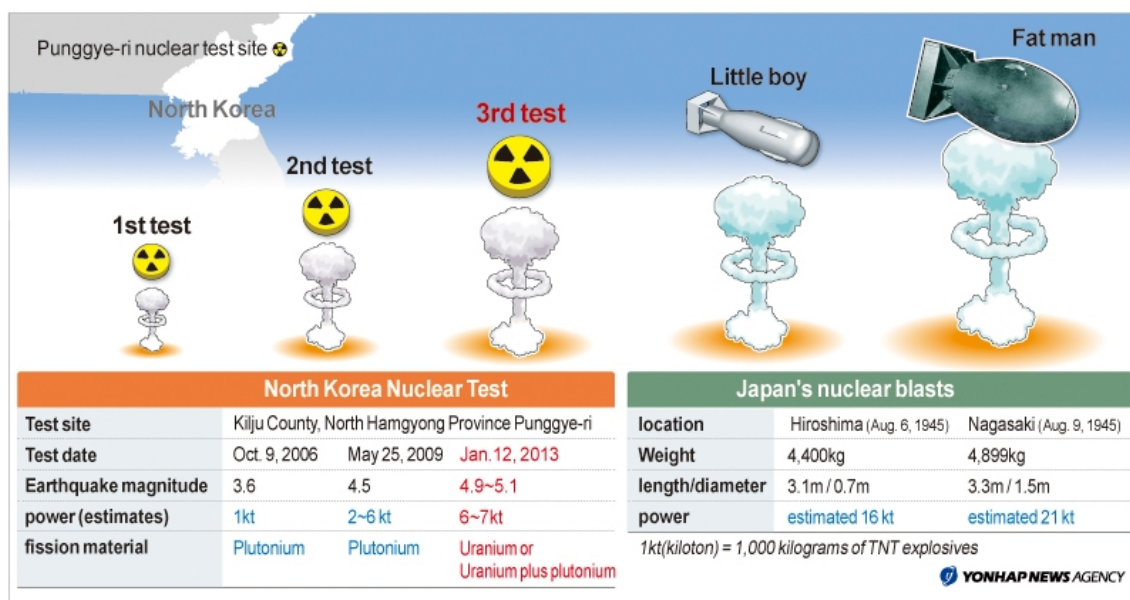 Punggye-ri nuclear test site
North Korea
1st test
2nd test
3rd test
Little boy
Fat man
North Korea Nuclear Test
Test site Kilju County, North Hamgyong Province Punggye-ri
Test date Oct. 9, 2006 May 25, 2009 Jan. 12, 2013
Earthquake magnitude 3.6 4.5 4.9~5.1
power (estimates) 1kt 2~6 kt 6~7kt
fission material Plutonium Plutonium Uranium or
Uranium plus plutonium
Japan's nuclear blasts
location Hiroshima (Aug. 6, 1945) Nagasaki (Aug. 9, 1945)
Weight 4,400kg 4,899kg
length/diameter 3.1m / 0.7m 3.3m / 1.5m
power estimated 16 kt estimated 21 kt
1kt(kiloton) = 1,000 kilograms of TNT explosives
YONHAP NEWS AGENCY